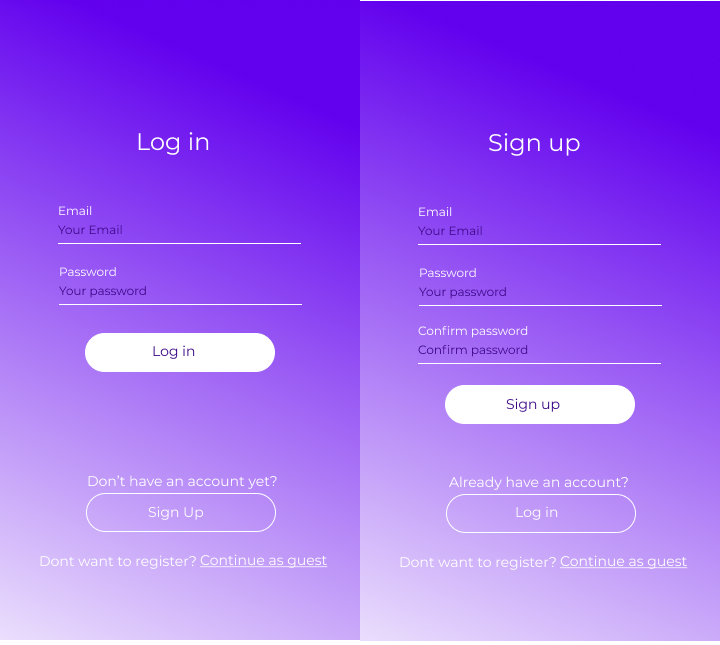 Log in
Email
Your Email
Password
Your password
Log in
Don't have an account yet?
Sign Up
Dont want to register? Continue as guest
Sign up
Email
Your Email
Password
Your password
Confirm password
Confirm password
Sign up
Already have an account?
Log in
Dont want to register? Continue as guest